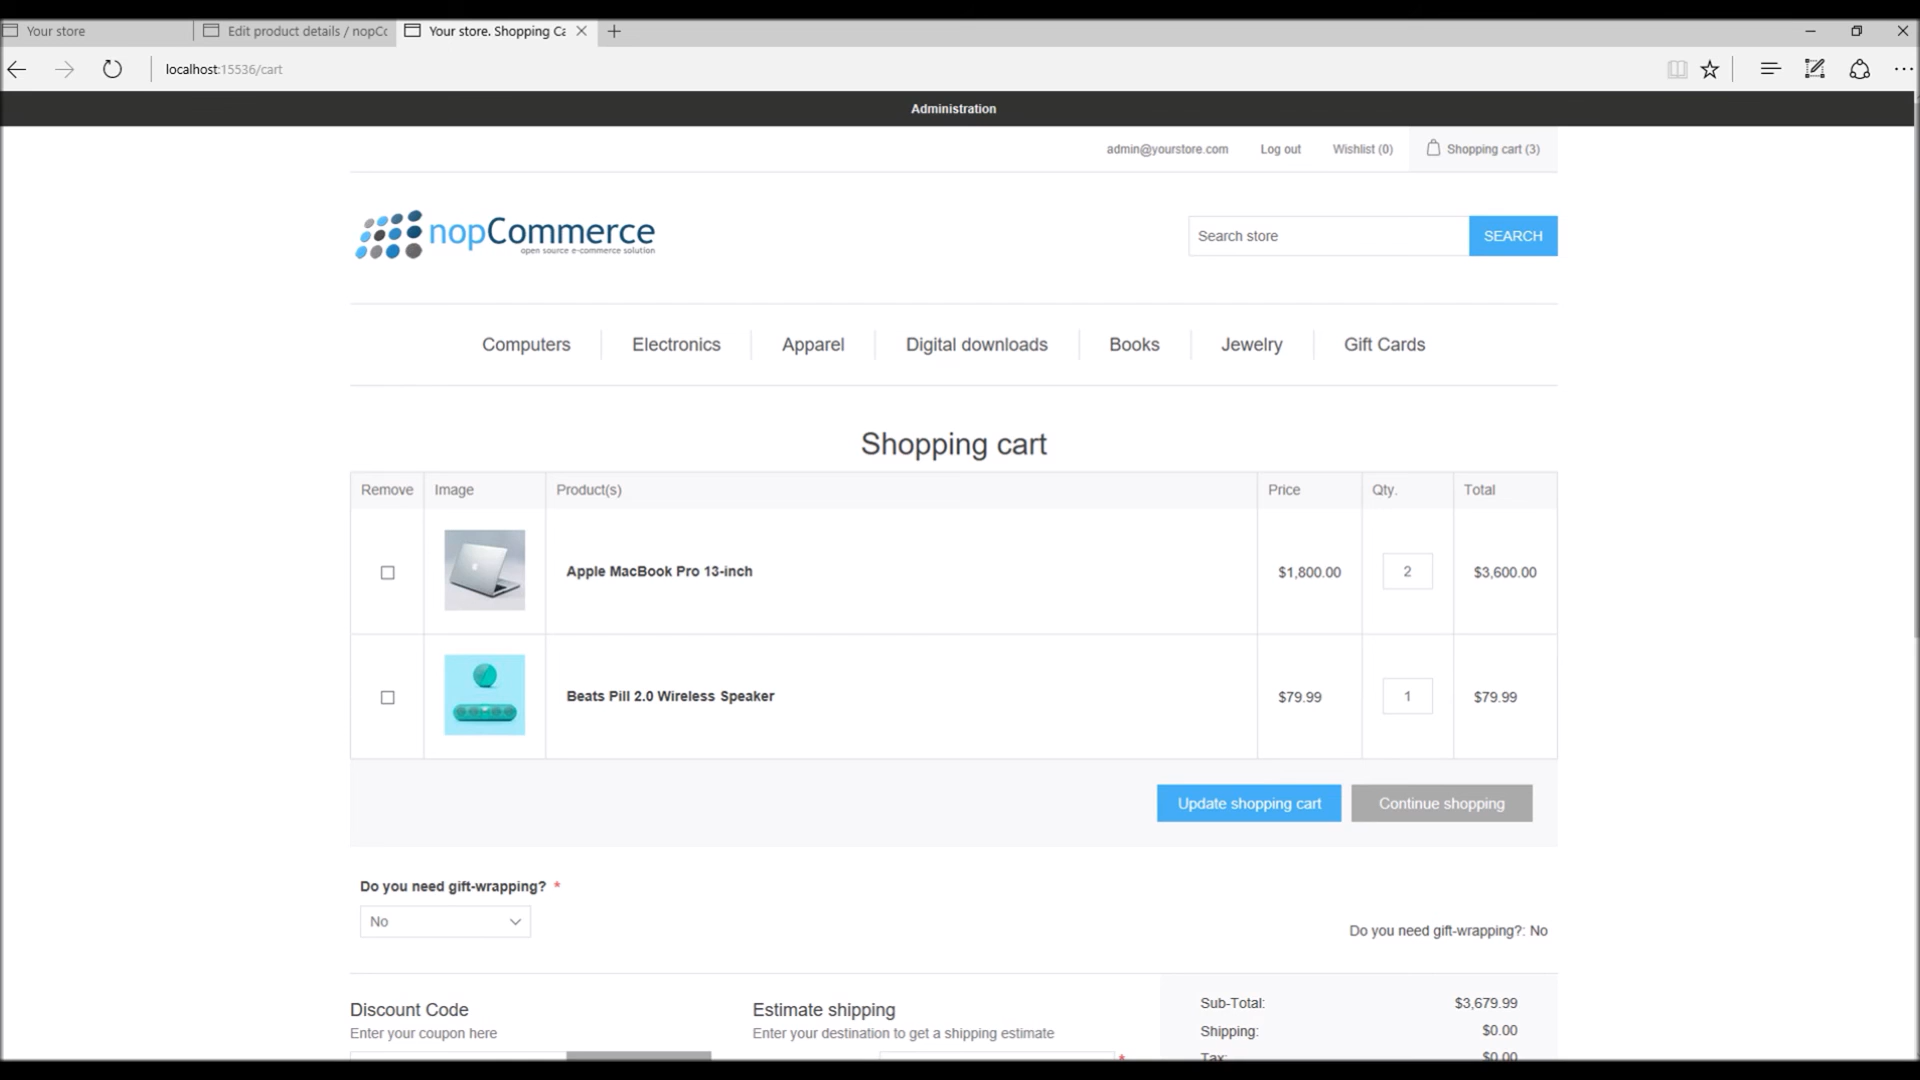 Your store
Edit product details / nopCo
Your store. Shopping Ca
localhost:15536/cart
Administration
admin@yourstore.com Log out Wishlist (0) Shopping cart (3)
nopCommerce
open source e-commerce solution
Search store SEARCH
Computers Electronics Apparel Digital downloads Books Jewelry Gift Cards
Shopping cart
Remove Image Product(s) Price Qty. Total
Apple MacBook Pro 13-inch $1,800.00 2 $3,600.00
Beats Pill 2.0 Wireless Speaker $79.99 1 $79.99
Update shopping cart Continue shopping
Do you need gift-wrapping? *
No
Do you need gift-wrapping?: No
Discount Code
Enter your coupon here
Estimate shipping
Enter your destination to get a shipping estimate
*
Sub-Total: $3,679.99
Shipping: $0.00
Tax: $0.00